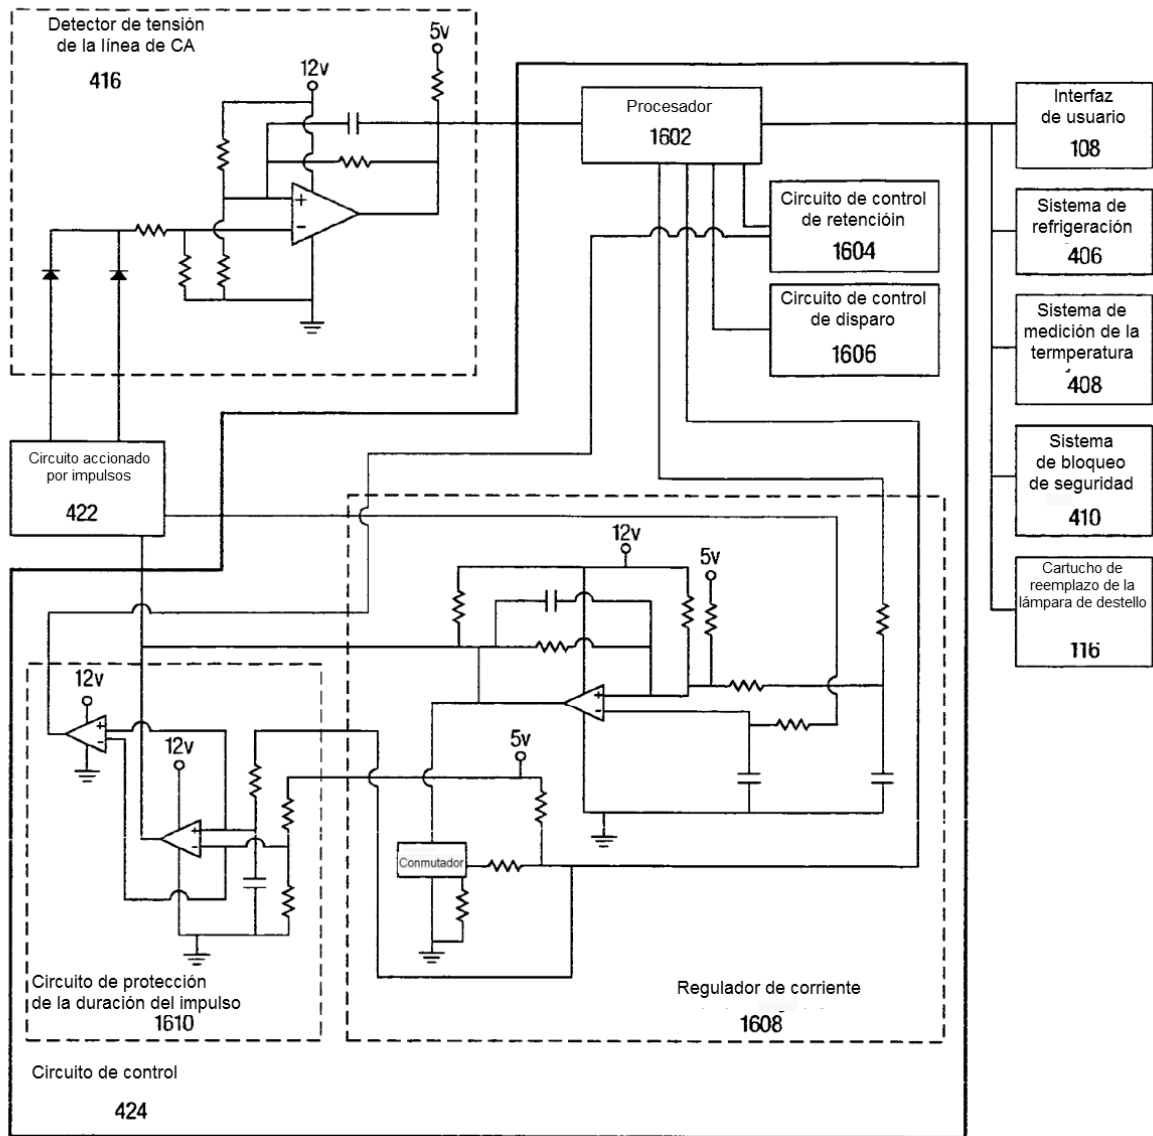 Detector de tensión
de la línea de CA
416
5v
12v
+
−
Procesador
1602
Circuito de control
de retencióin
1604
Circuito de control
de disparo
1606
Interfaz
de usuario
108
Sistema de
refrigeración
406
Sistema de
medición de la
termperatura
408
Sistema
de bloqueo
de seguridad
410
Cartucho de
reemplazo de la
lámpara de destello
116
Circuito accionado
por impulsos
422
12v
5v
+
−
5v
Conmutador
Regulador de corriente
1608
12v
+
−
12v
+
−
Circuito de protección
de la duración del impulso
1610
Circuito de control
424